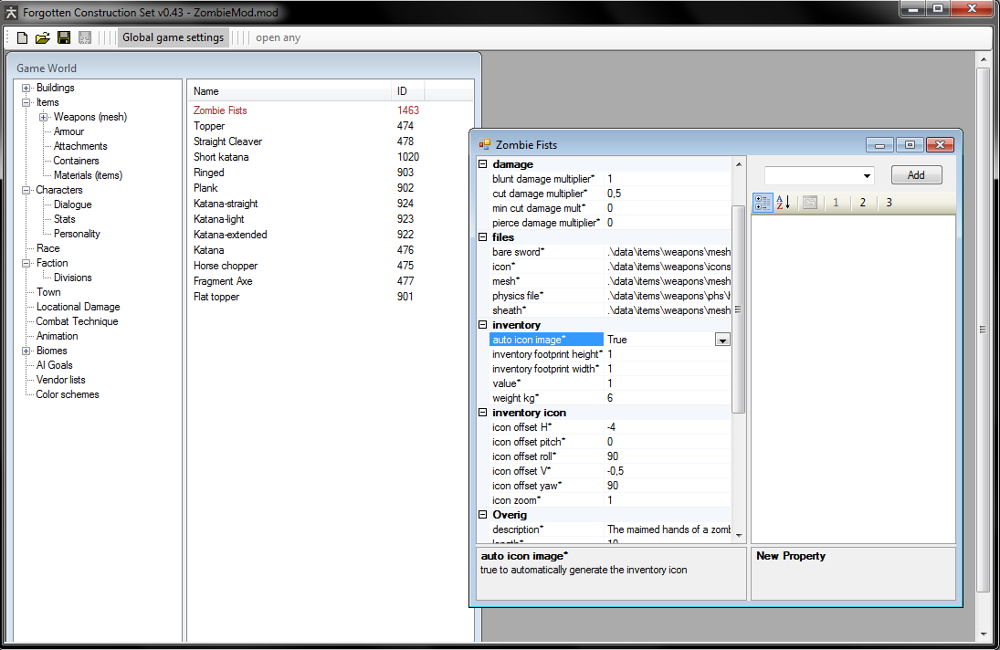 Forgotten Construction Set v0.43 - ZombieMod.mod
Global game settings open any
Game World
Buildings
Items
Weapons (mesh)
Armour
Attachments
Containers
Materials (items)
Characters
Dialogue
Stats
Personality
Race
Faction
Divisions
Town
Locational Damage
Combat Technique
Animation
Biomes
AI Goals
Vendor lists
Color schemes
Name ID
Zombie Fists 1463
Topper 474
Straight Cleaver 478
Short katana 1020
Ringed 903
Plank 902
Katana-straight 924
Katana-light 923
Katana-extended 922
Katana 476
Horse chopper 475
Fragment Axe 477
Flat topper 901
Zombie Fists
damage
blunt damage multiplier* 1
cut damage multiplier* 0,5
min cut damage mult* 0
pierce damage multiplier* 0
files
bare sword* .\data\items\weapons\mesh
icon* .\data\items\weapons\icons
mesh* .\data\items\weapons\mesh
physics file* .\data\items\weapons\phs\
sheath* .\data\items\weapons\mesh
inventory
auto icon image* True
inventory footprint height* 1
inventory footprint width* 1
value* 1
weight kg* 6
inventory icon
icon offset H* -4
icon offset pitch* 0
icon offset roll* 90
icon offset V* -0,5
icon offset yaw* 90
icon zoom* 1
Overig
description* The maimed hands of a zomb
length* 10
auto icon image*
true to automatically generate the inventory icon
Add
1 2 3
New Property